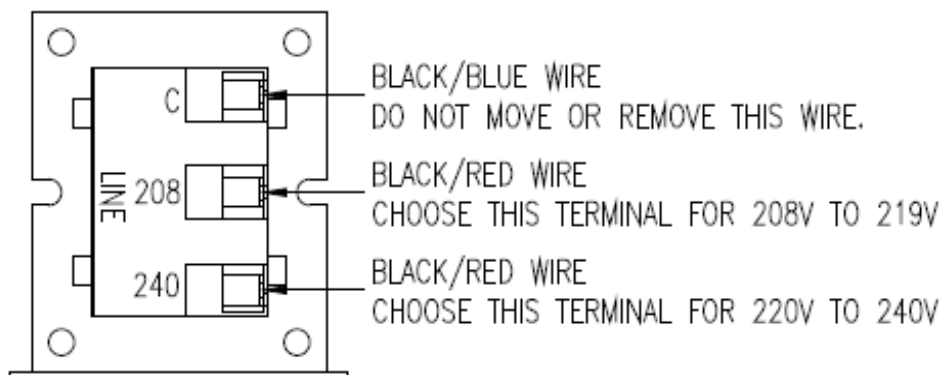 C
BLACK/BLUE WIRE
DO NOT MOVE OR REMOVE THIS WIRE.
LINE
208
BLACK/RED WIRE
CHOOSE THIS TERMINAL FOR 208V TO 219V
240
BLACK/RED WIRE
CHOOSE THIS TERMINAL FOR 220V TO 240V